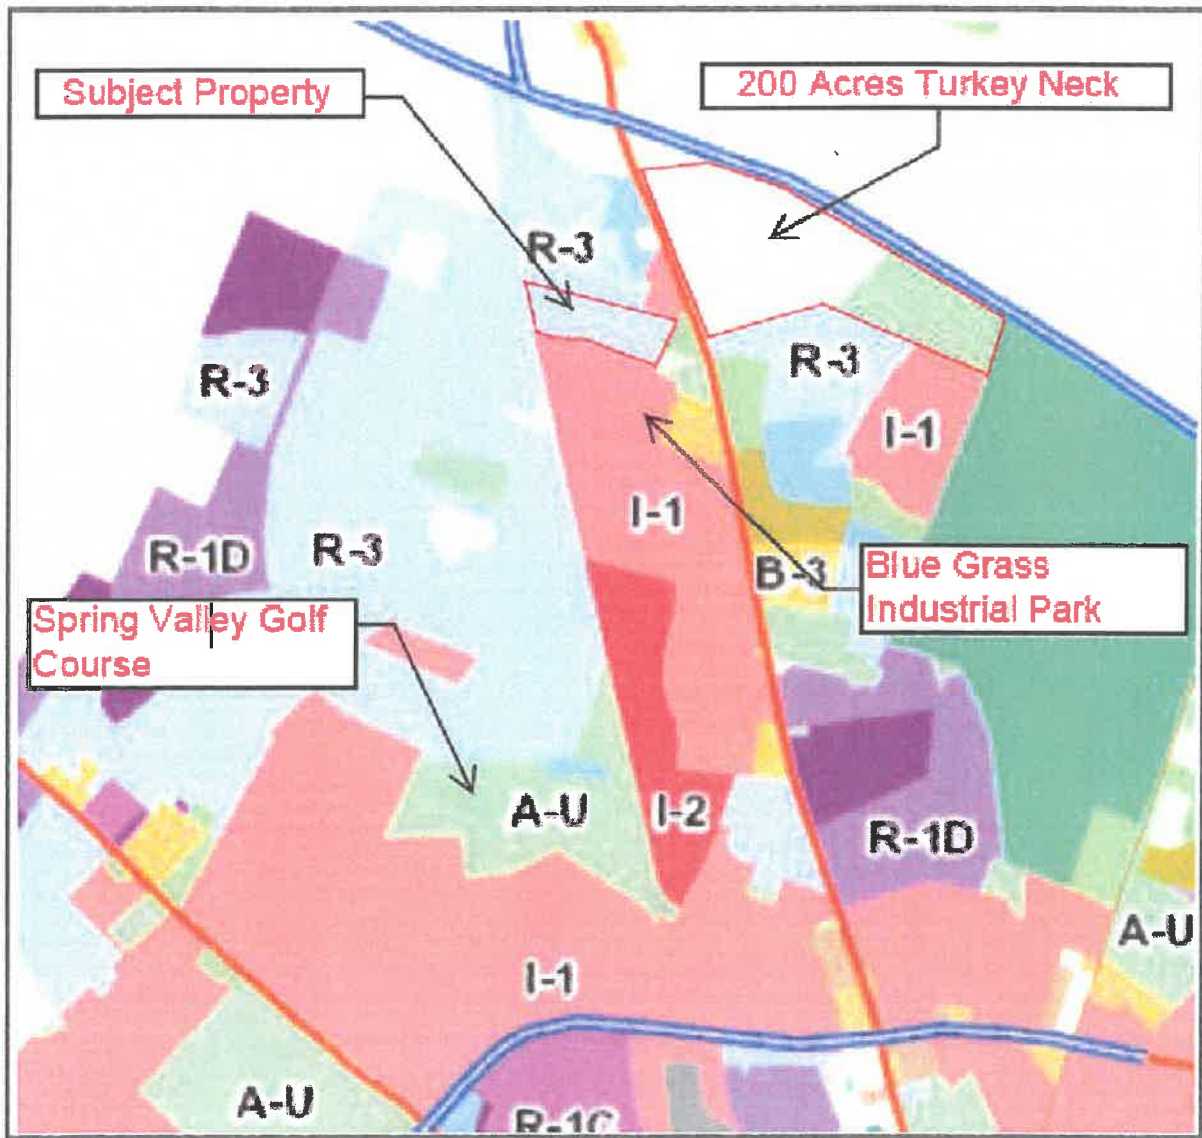 Subject Property
200 Acres Turkey Neck
R-3
R-3
R-3
I-1
I-1
R-1D
R-3
B-3
Blue Grass
Industrial Park
Spring Valley Golf
Course
A-U
I-2
R-1D
A-U
I-1
A-U
R-1C